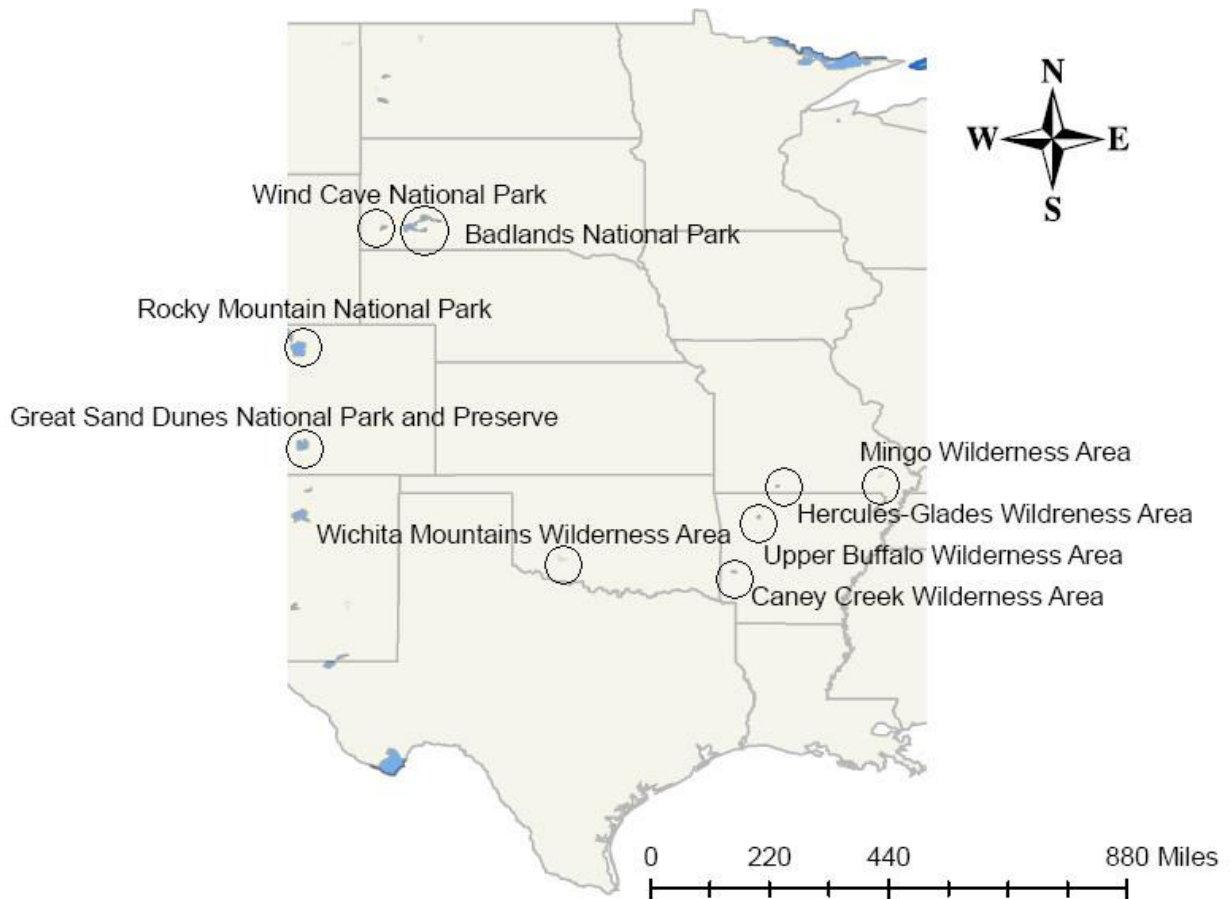 N
W E
S
Wind Cave National Park
Badlands National Park
Rocky Mountain National Park
Great Sand Dunes National Park and Preserve
Mingo Wilderness Area
Hercules-Glades Wildreness Area
Wichita Mountains Wilderness Area
Upper Buffalo Wilderness Area
Caney Creek Wilderness Area
0 220 440 880 Miles